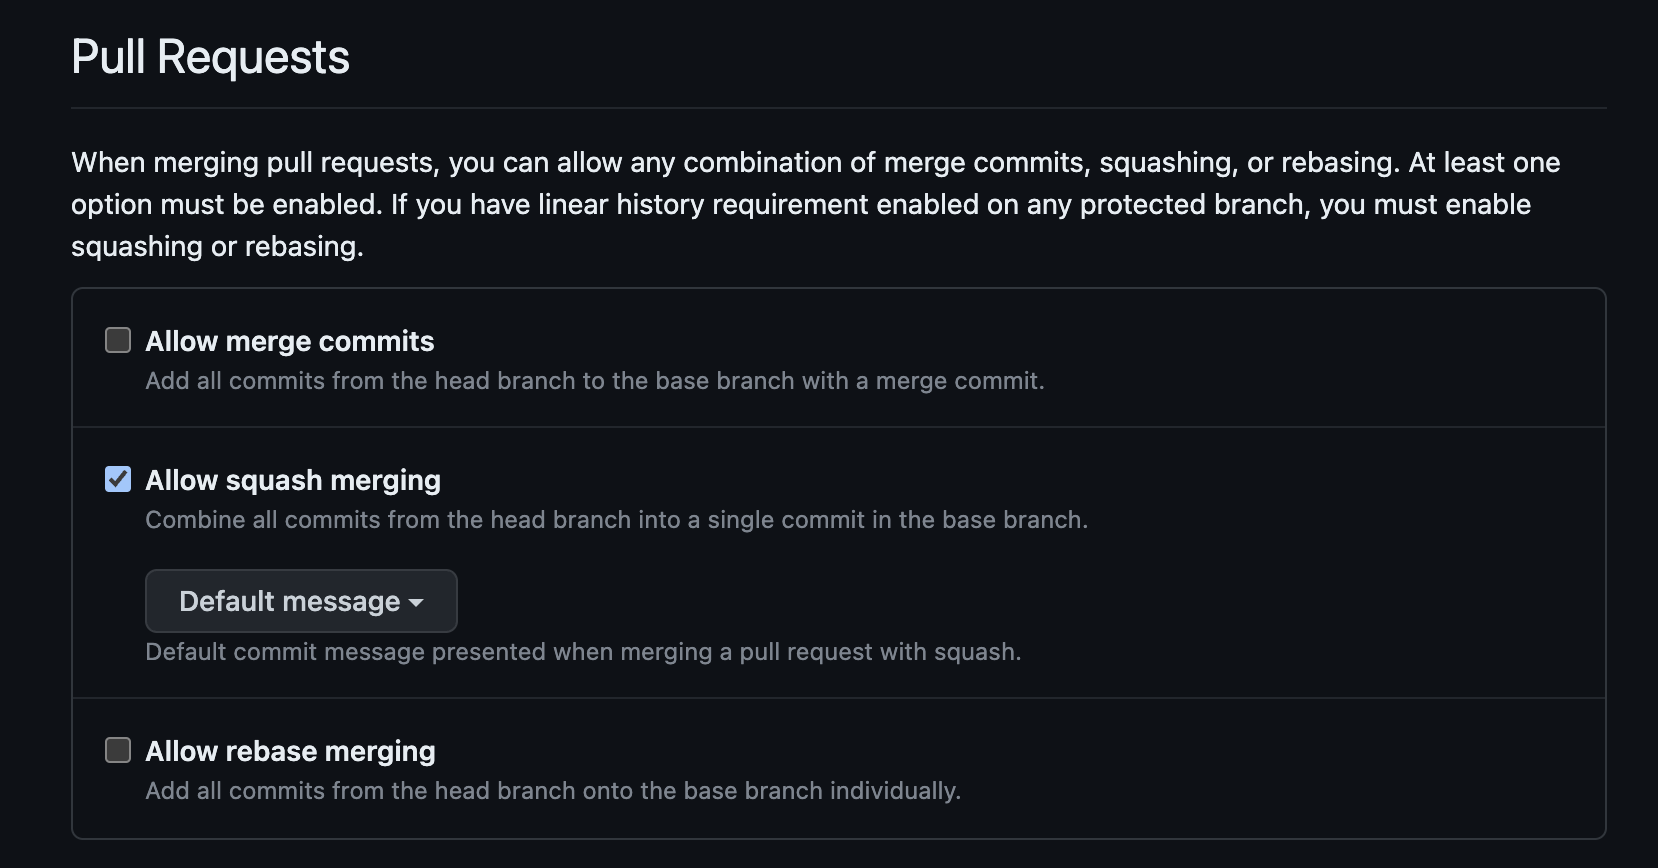 Pull Requests
When merging pull requests, you can allow any combination of merge commits, squashing, or rebasing. At least one
option must be enabled. If you have linear history requirement enabled on any protected branch, you must enable
squashing or rebasing.
Allow merge commits
Add all commits from the head branch to the base branch with a merge commit.
Allow squash merging
Combine all commits from the head branch into a single commit in the base branch.
Default message
Default commit message presented when merging a pull request with squash.
Allow rebase merging
Add all commits from the head branch onto the base branch individually.